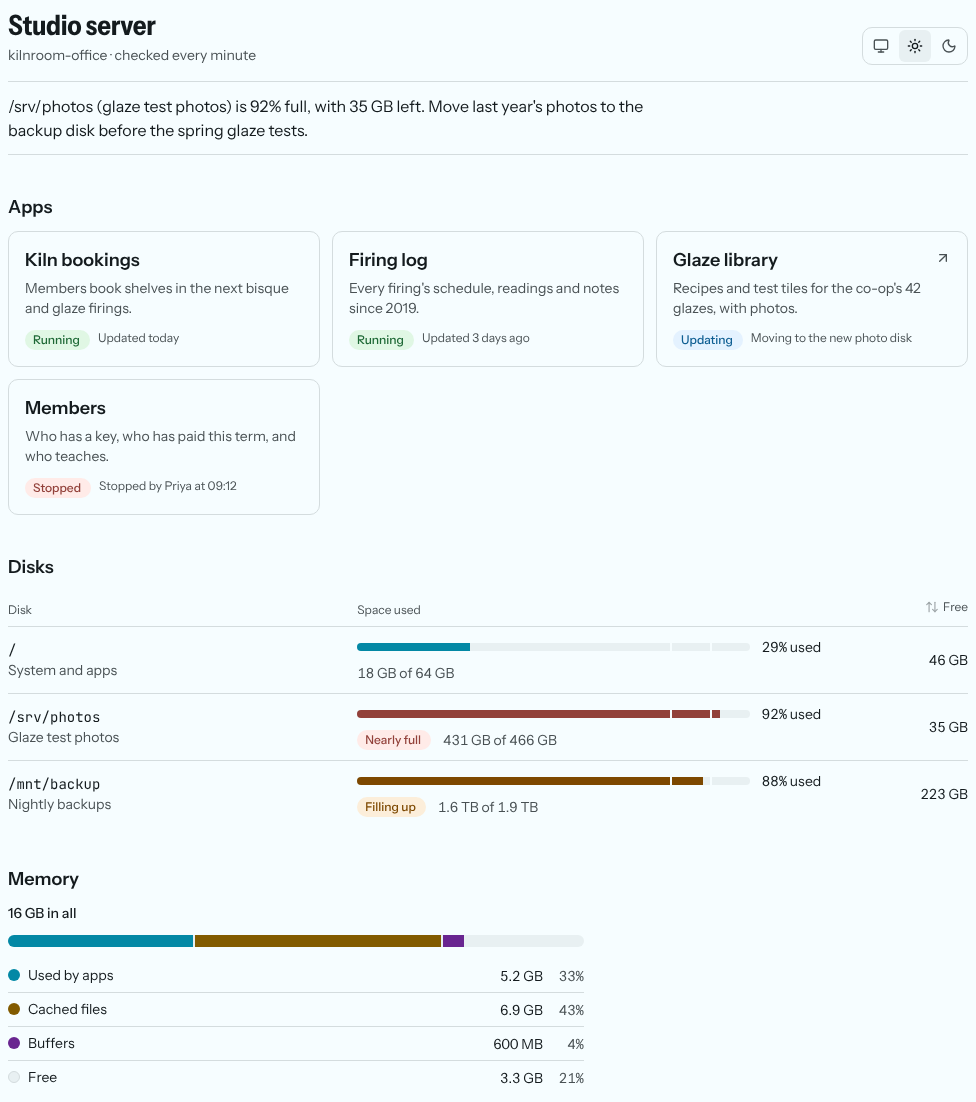 Studio server
kilnroom-office · checked every minute
/srv/photos (glaze test photos) is 92% full, with 35 GB left. Move last year's photos to the
backup disk before the spring glaze tests.
Apps
Kiln bookings
Members book shelves in the next bisque
and glaze firings.
Running Updated today
Firing log
Every firing's schedule, readings and notes
since 2019.
Running Updated 3 days ago
Glaze library
Recipes and test tiles for the co-op's 42
glazes, with photos.
Updating Moving to the new photo disk
Members
Who has a key, who has paid this term, and
who teaches.
Stopped Stopped by Priya at 09:12
Disks
Disk Space used Free
/ 29% used
System and apps 18 GB of 64 GB 46 GB
/srv/photos 92% used
Glaze test photos Nearly full 431 GB of 466 GB 35 GB
/mnt/backup 88% used
Nightly backups Filling up 1.6 TB of 1.9 TB 223 GB
Memory
16 GB in all
Used by apps 5.2 GB 33%
Cached files 6.9 GB 43%
Buffers 600 MB 4%
Free 3.3 GB 21%